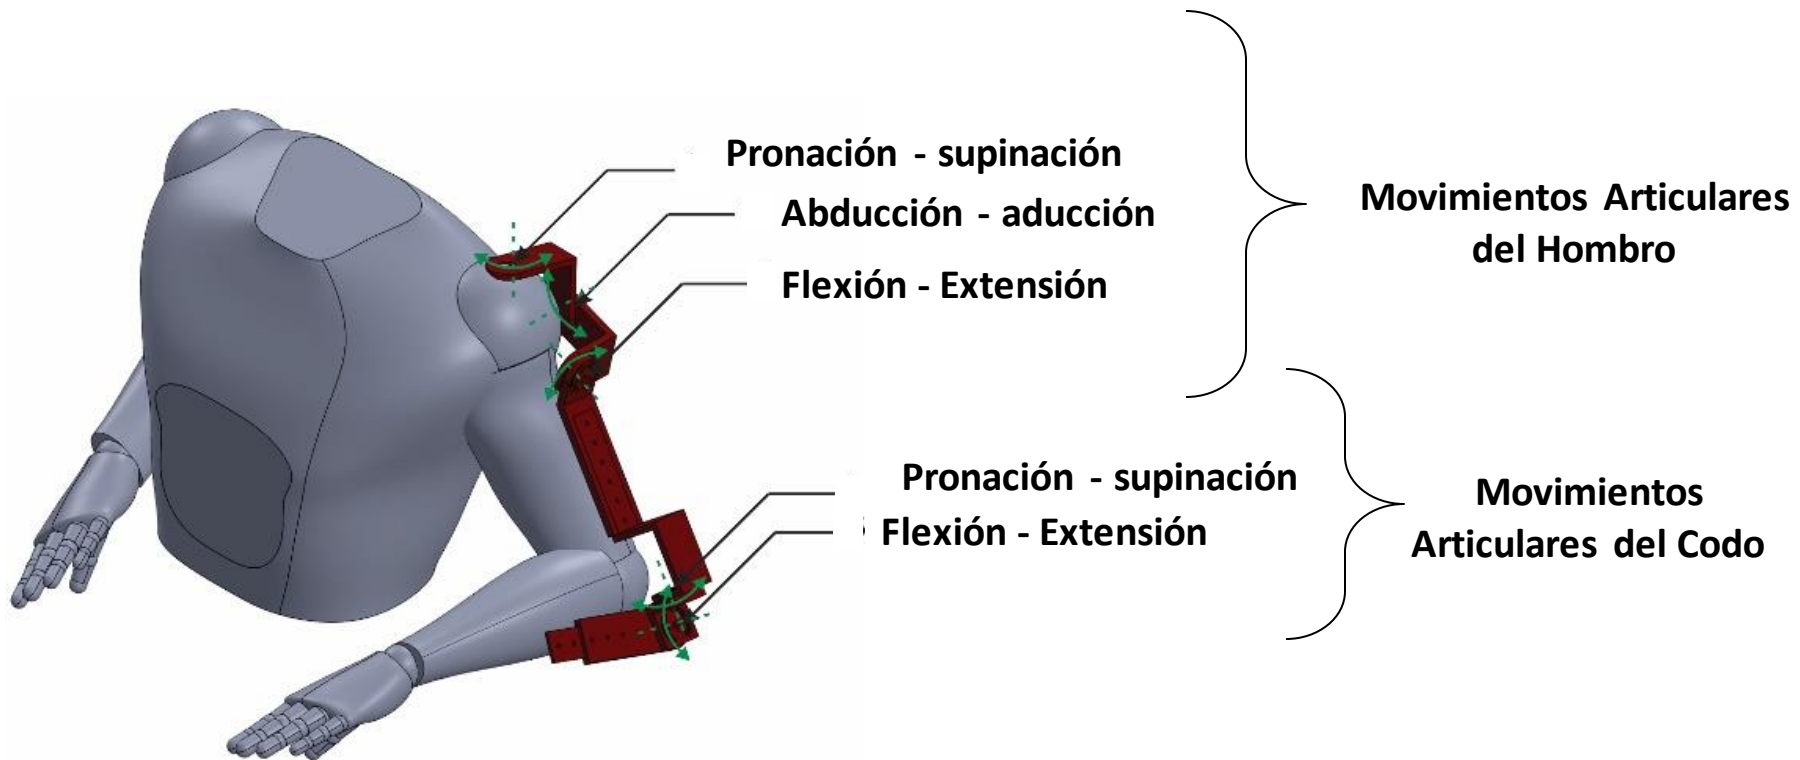 Pronación - supinación
Abducción - aducción
Flexión - Extensión
Movimientos Articulares
del Hombro
Pronación - supinación
Flexión - Extensión
Movimientos
Articulares del Codo